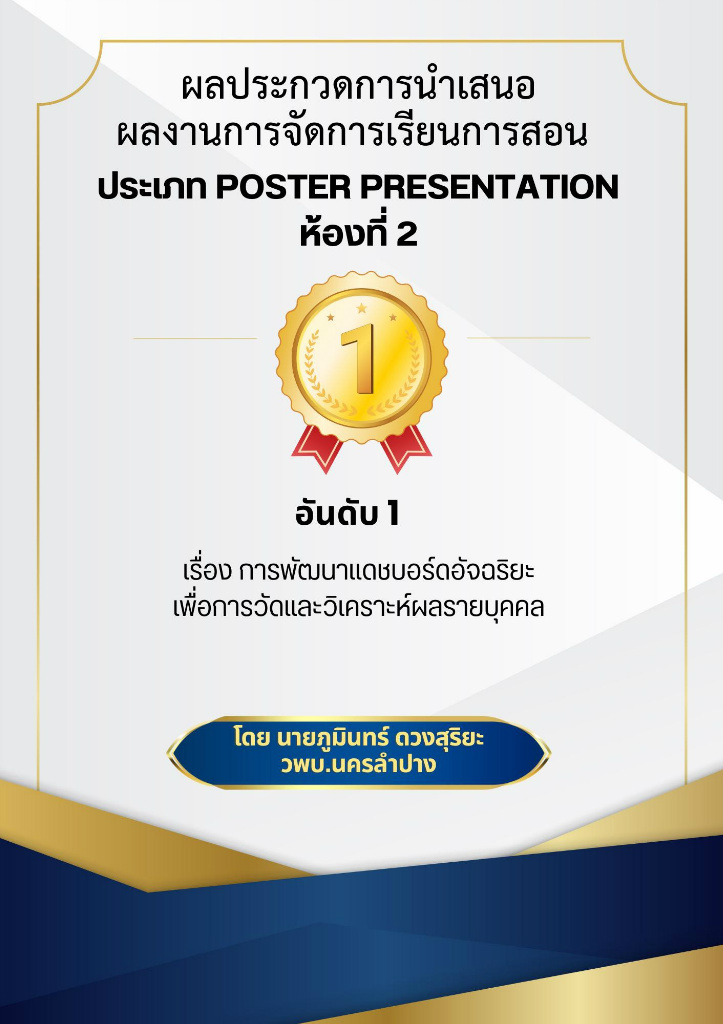 ผลประกวดการนำเสนอ
ผลงานการจัดการเรียนการสอน
ประเภท POSTER PRESENTATION
ห้องที่ 2
1
อันดับ 1
เรื่อง การพัฒนาแดชบอร์ดอัจฉริยะ
เพื่อการวัดและวิเคราะห์ผลรายบุคคล
โดย นายภูมินทร์ ดวงสุริยะ
วพบ.นครลำปาง